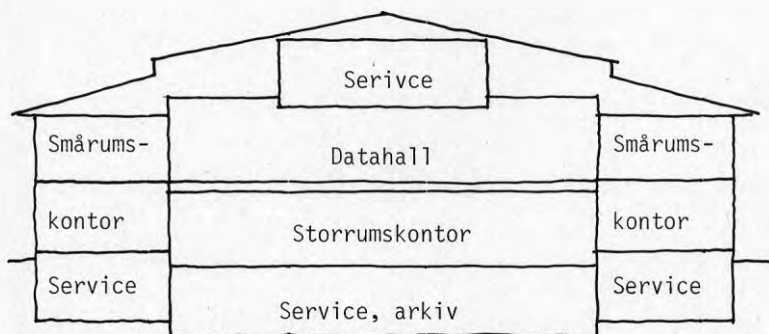 Serivce
Smårums-
Datahall
Smårums-
kontor
Storrumskontor
kontor
Service
Service, arkiv
Service